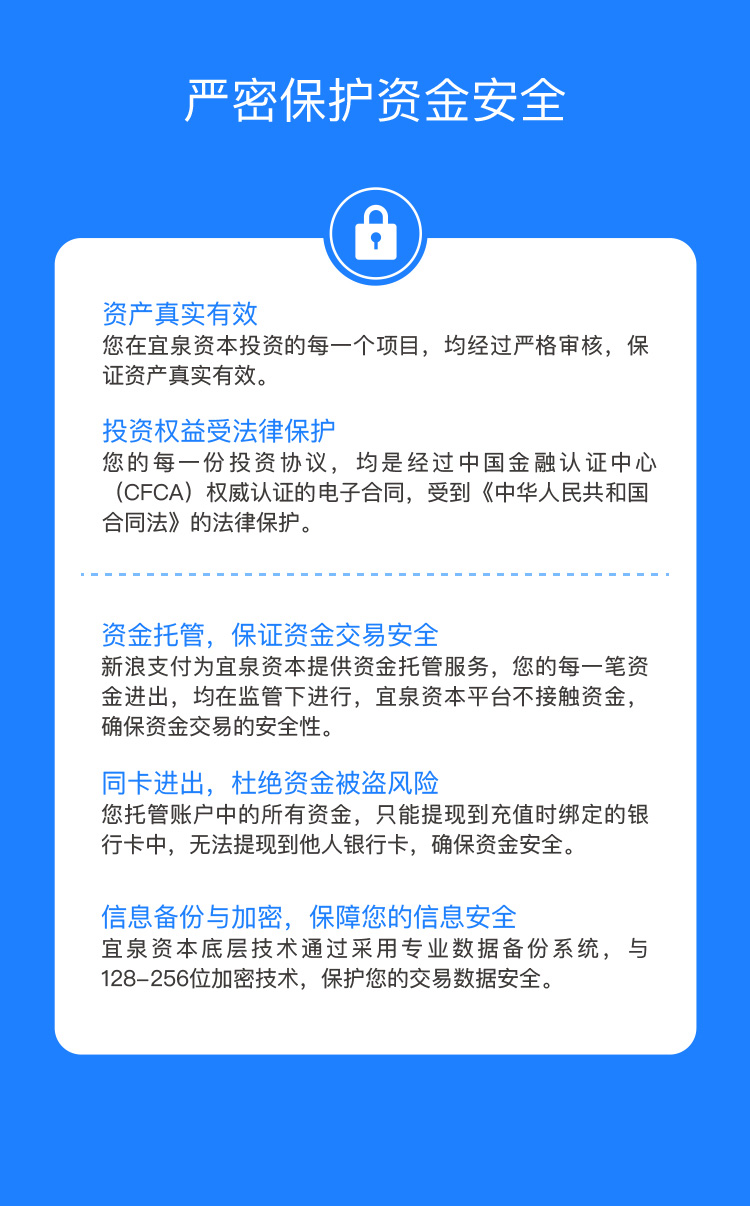 严密保护资金安全
资产真实有效
您在宜泉资本投资的每一个项目，均经过严格审核，保
证资产真实有效。
投资权益受法律保护
您的每一份投资协议，均是经过中国金融认证中心
（CFCA）权威认证的电子合同，受到《中华人民共和国
合同法》的法律保护。
资金托管，保证资金交易安全
新浪支付为宜泉资本提供资金托管服务，您的每一笔资
金进出，均在监管下进行，宜泉资本平台不接触资金，
确保资金交易的安全性。
同卡进出，杜绝资金被盗风险
您托管账户中的所有资金，只能提现到充值时绑定的银
行卡中，无法提现到他人银行卡，确保资金安全。
信息备份与加密，保障您的信息安全
宜泉资本底层技术通过采用专业数据备份系统，与
128-256位加密技术，保护您的交易数据安全。